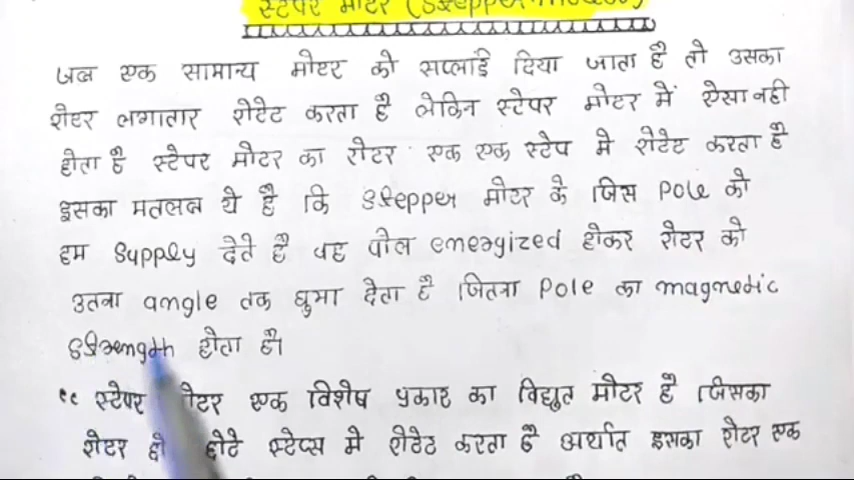 स्टेपर मोटर (Stepper Motor)
जब एक सामान्य मोटर को सप्लाई दिया जाता है तो उसका
रोटर लगातार रोटेट करता है लेकिन स्टेपर मोटर में ऐसा नही
होता है स्टेपर मोटर का रोटर एक एक स्टेप मे रोटेट करता है
इसका मतलब ये है कि Stepper मोटर के जिस Pole को
हम Supply देते है वह पोल energized होकर रोटर को
उतना angle तक घुमा देता है जितना Pole का magnetic
Strength होता है।
“ स्टेपर मोटर एक विशेष प्रकार का विद्युत मोटर है जिसका
रोटर छोटे स्टेप्स मे रोटेट करता है अर्थात इसका रोटर एक